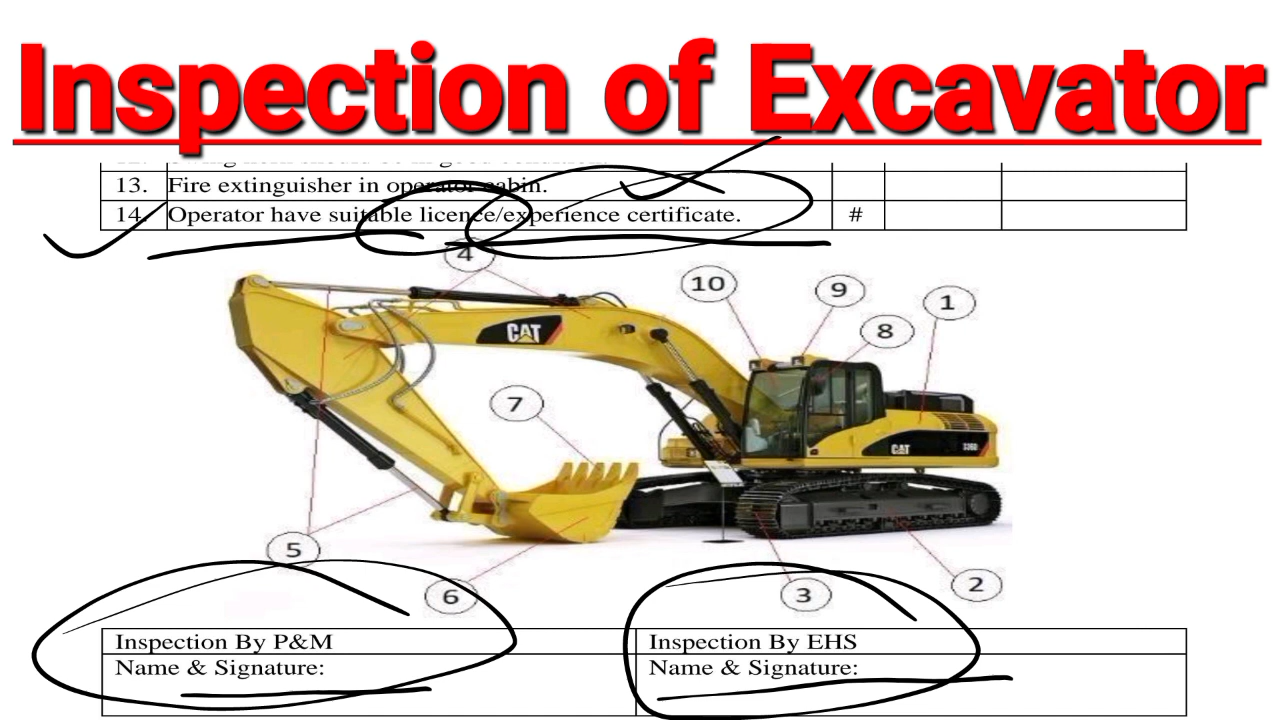 Inspection of Excavator
13. Fire extinguisher in operator cabin.
14. Operator have suitable licence/experience certificate. #
4
10
9
1
8
CAT
7
CAT 336D
5
6
3
2
Inspection By P&M Inspection By EHS
Name & Signature: Name & Signature: